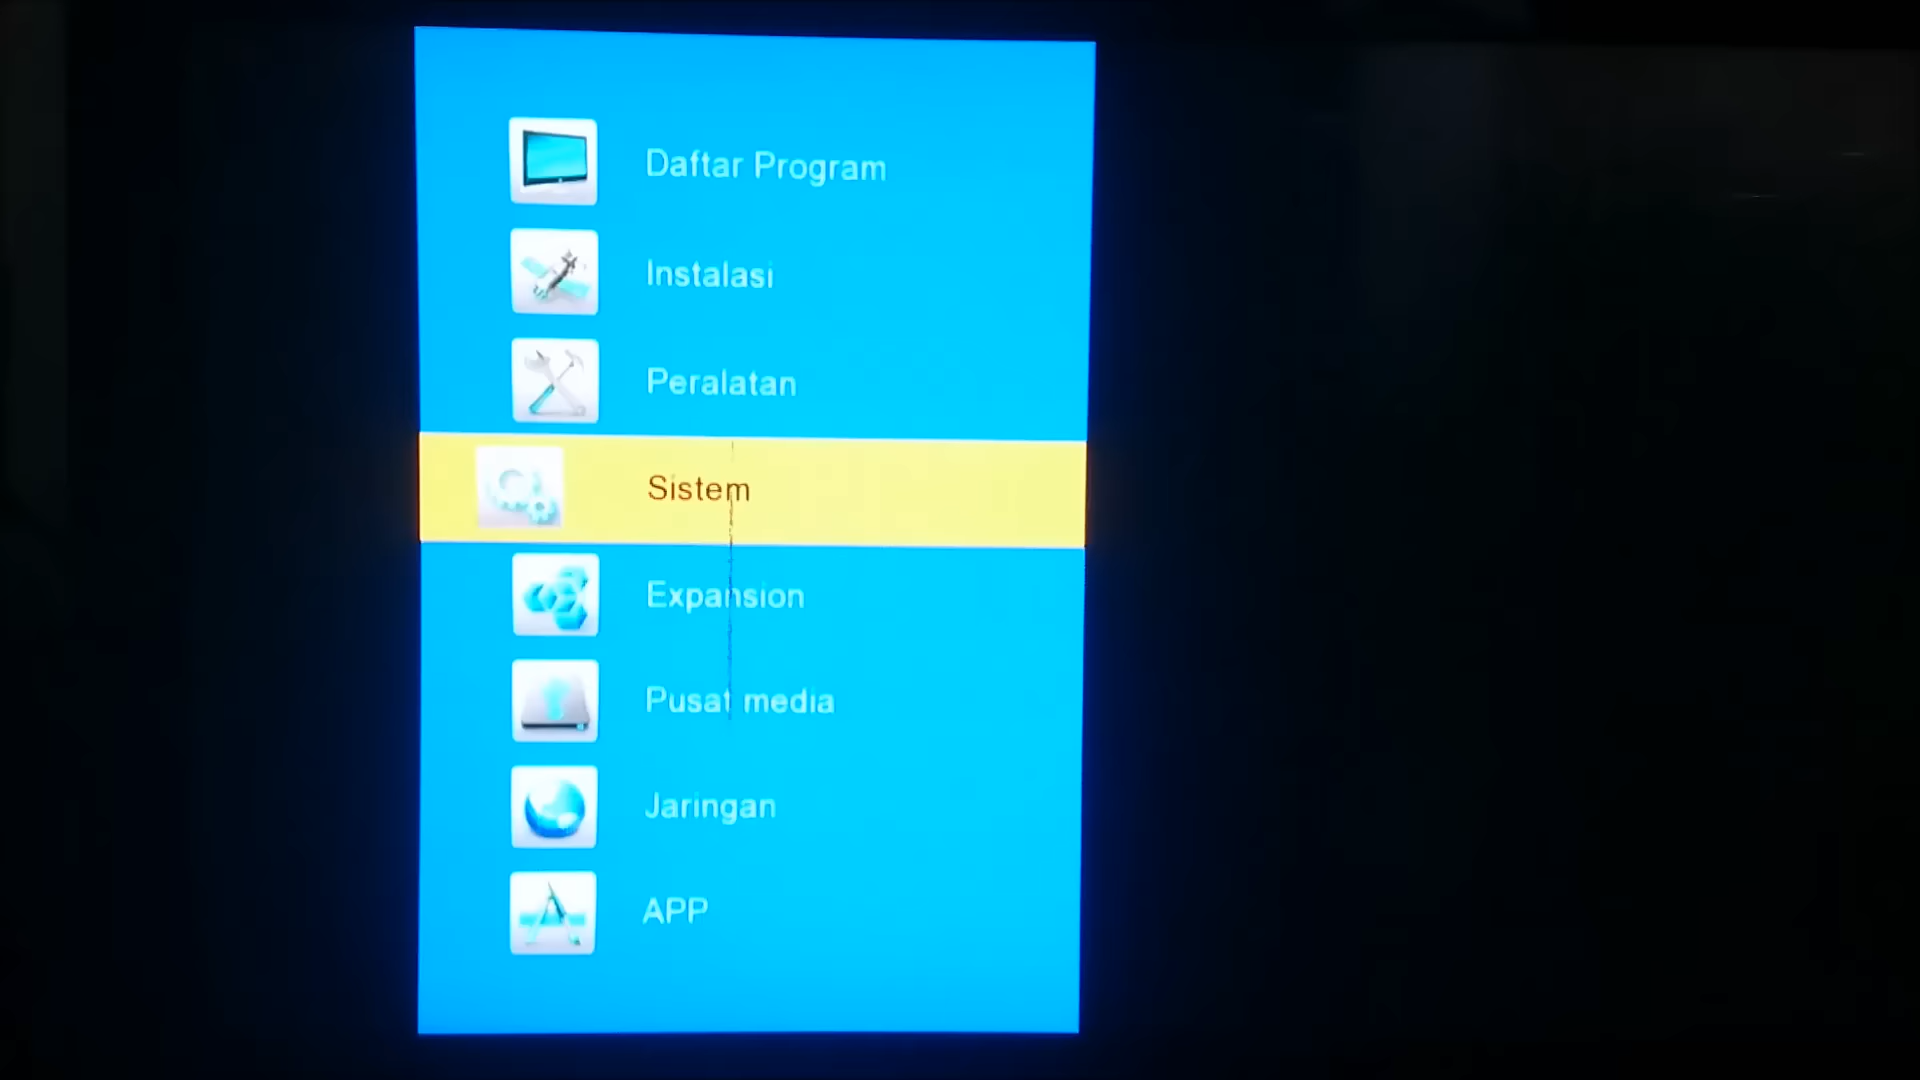 Daftar Program
Instalasi
Peralatan
Sistem
Expansion
Pusat media
Jaringan
APP